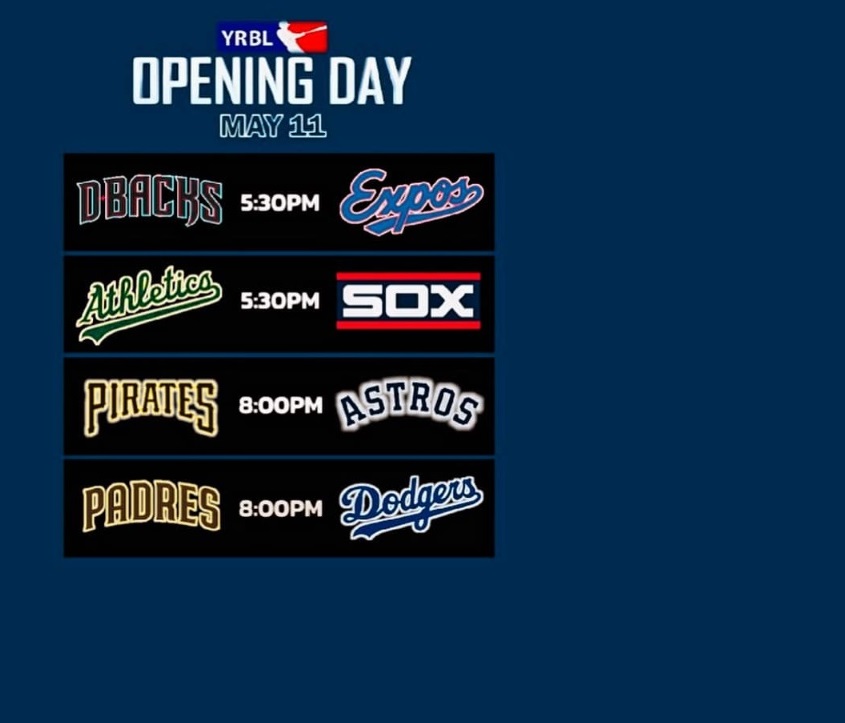 YRBL
OPENING DAY
MAY 11
D·BACKS 5:30PM Expos
Athletics 5:30PM SOX
PIRATES 8:00PM ASTROS
PADRES 8:00PM Dodgers